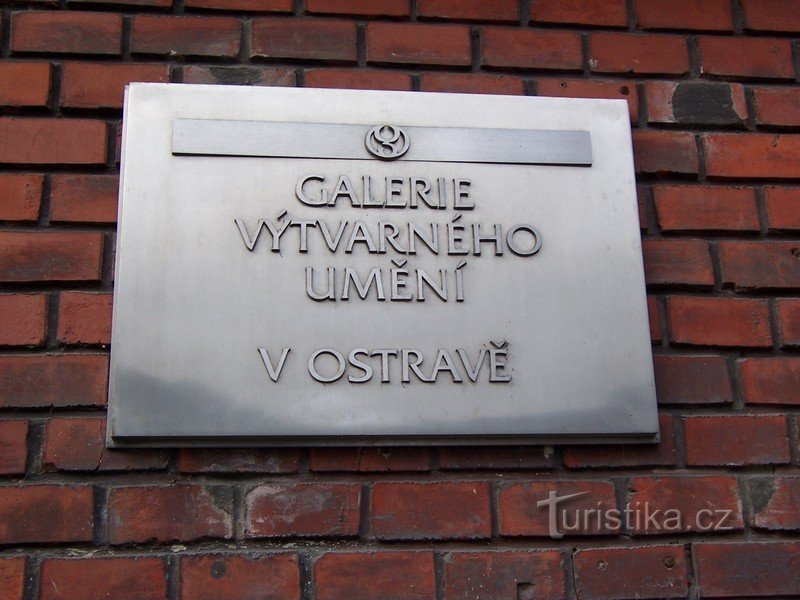 GALERIE
VÝTVARNÉHO
UMĚNÍ
V OSTRAVĚ
Turistika.cz